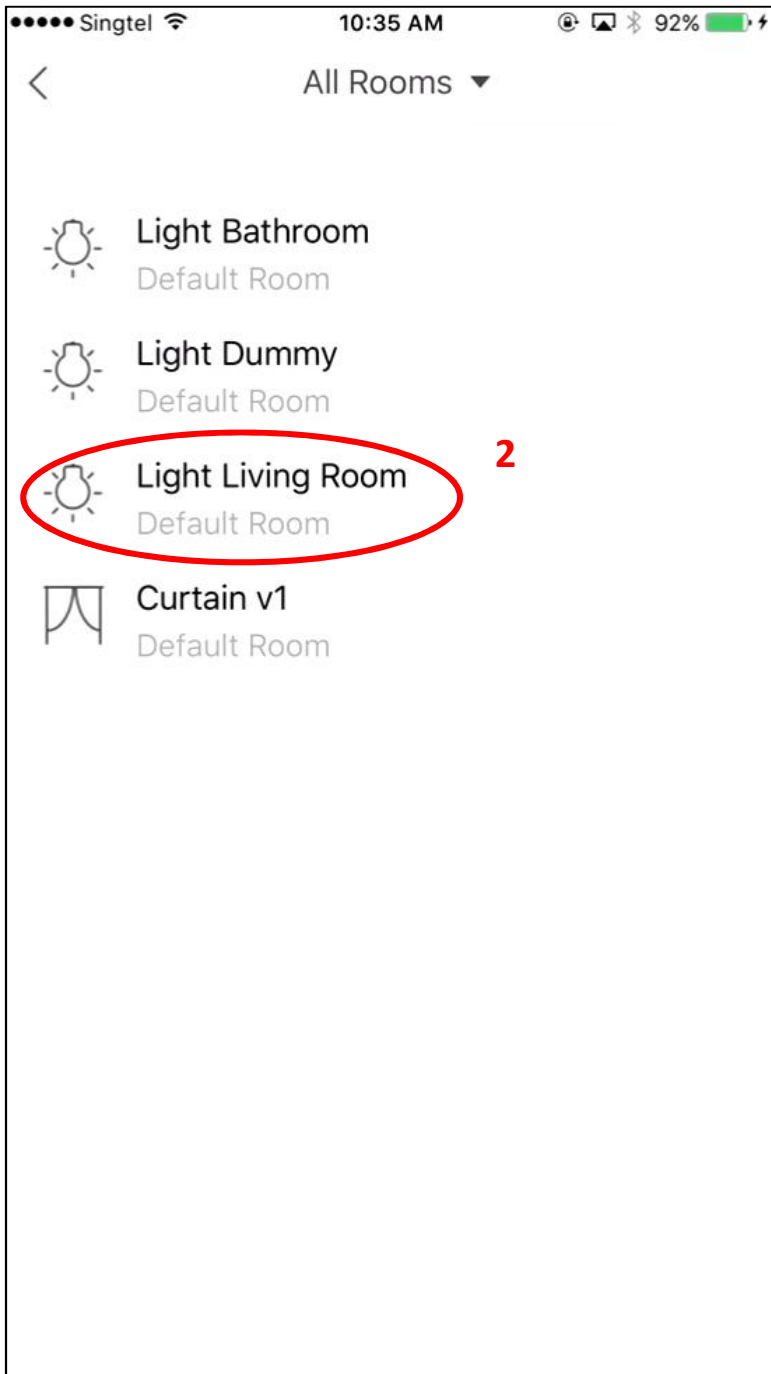 Singtel 10:35 AM 92%
All Rooms
Light Bathroom
Default Room
Light Dummy
Default Room
Light Living Room
Default Room
2
Curtain v1
Default Room